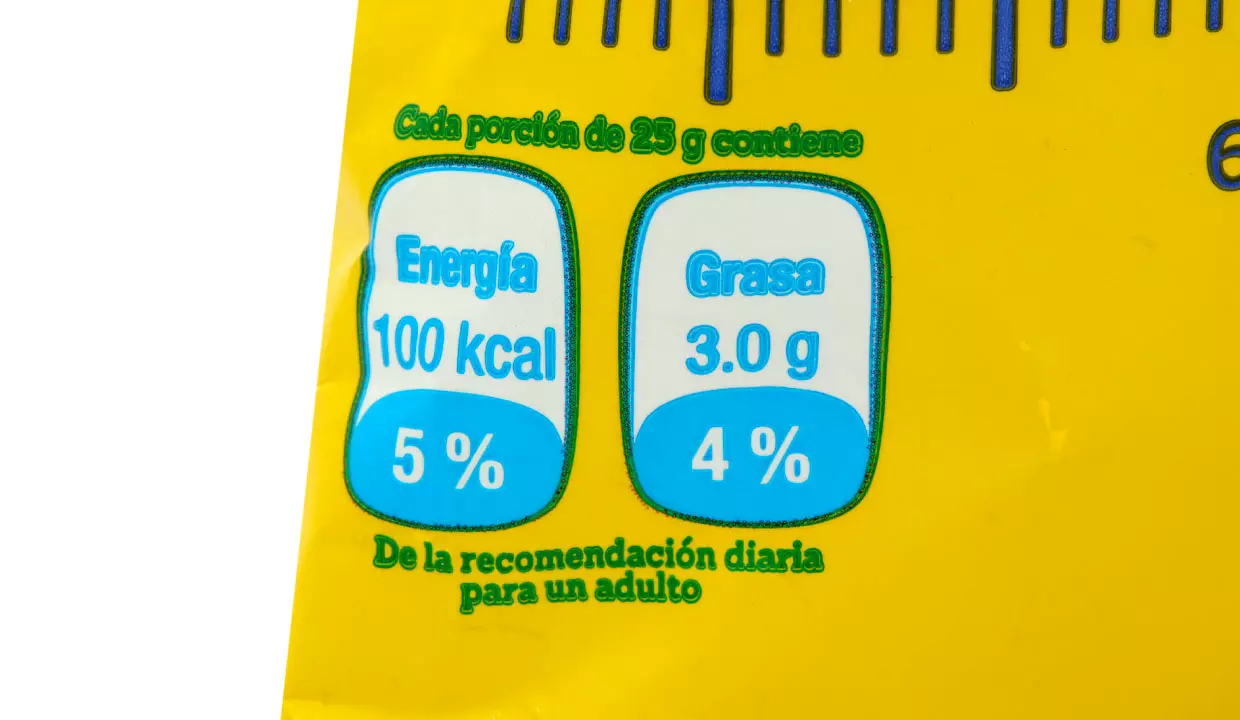 Cada porción de 25 g contiene
Energía
100 kcal
5 %
Grasa
3.0 g
4 %
De la recomendación diaria
para un adulto
6